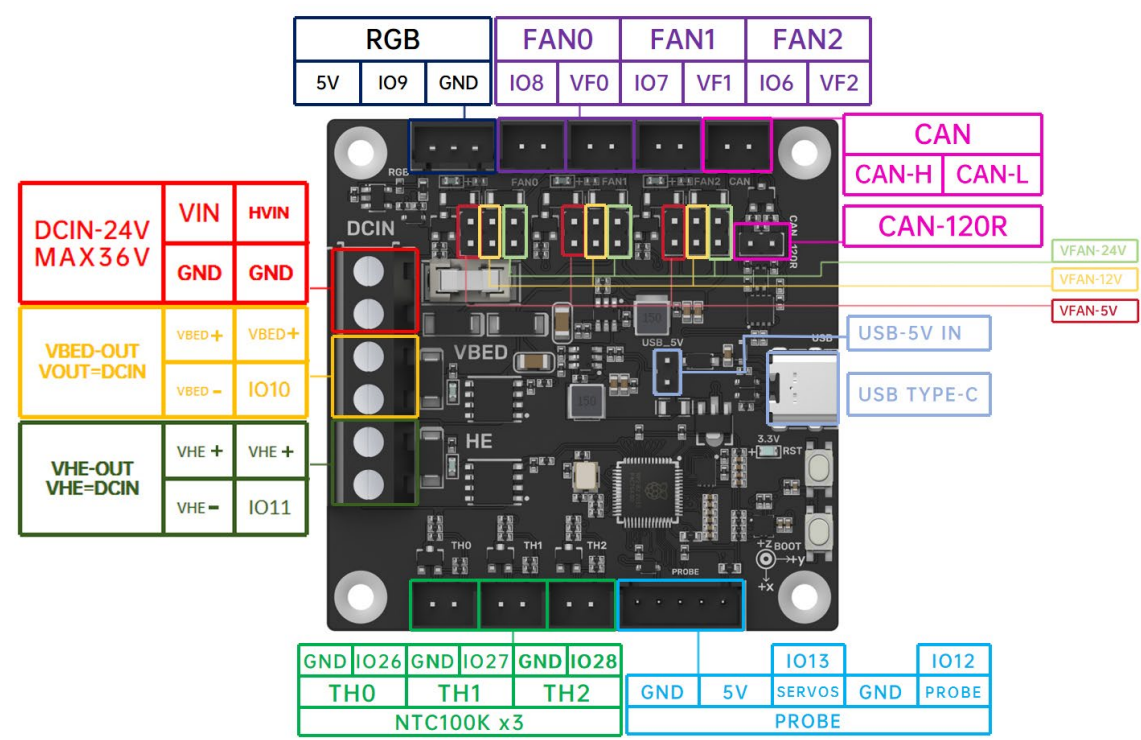 RGB
5V IO9 GND
FAN0 FAN1 FAN2
IO8 VF0 IO7 VF1 IO6 VF2
CAN
CAN-H CAN-L
CAN-120R
DCIN-24V
MAX36V
VIN HVIN
GND GND
VBED-OUT
VOUT=DCIN
VBED+ VBED+
VBED- IO10
VHE-OUT
VHE=DCIN
VHE + VHE +
VHE- IO11
RGB
FAN0
FAN1
FAN2
CAN
DCIN
CAN-120R
VFAN-24V
VFAN-12V
VFAN-5V
150
USB_5V
USB
USB-5V IN
USB TYPE-C
VBED
150
HE
3.3V
RST
+Z
BOOT
+y
+x
TH0
TH1
TH2
PROBE
GND IO26 GND IO27 GND IO28
TH0 TH1 TH2
NTC100K x3
IO13 IO12
GND 5V SERVOS GND PROBE
PROBE